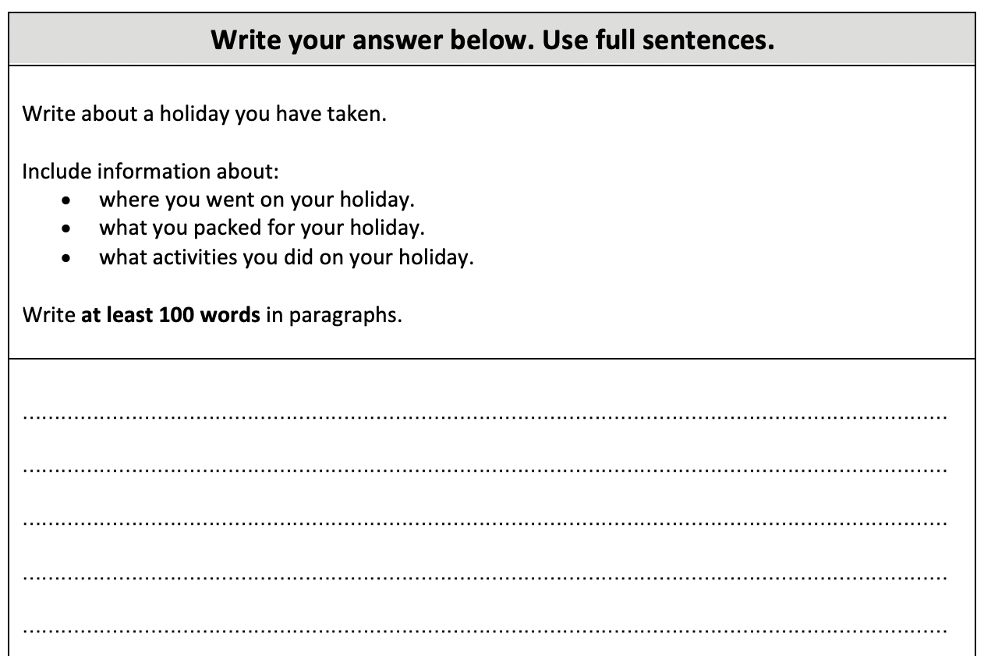 Write your answer below. Use full sentences.
Write about a holiday you have taken.
Include information about:
• where you went on your holiday.
• what you packed for your holiday.
• what activities you did on your holiday.
Write at least 100 words in paragraphs.